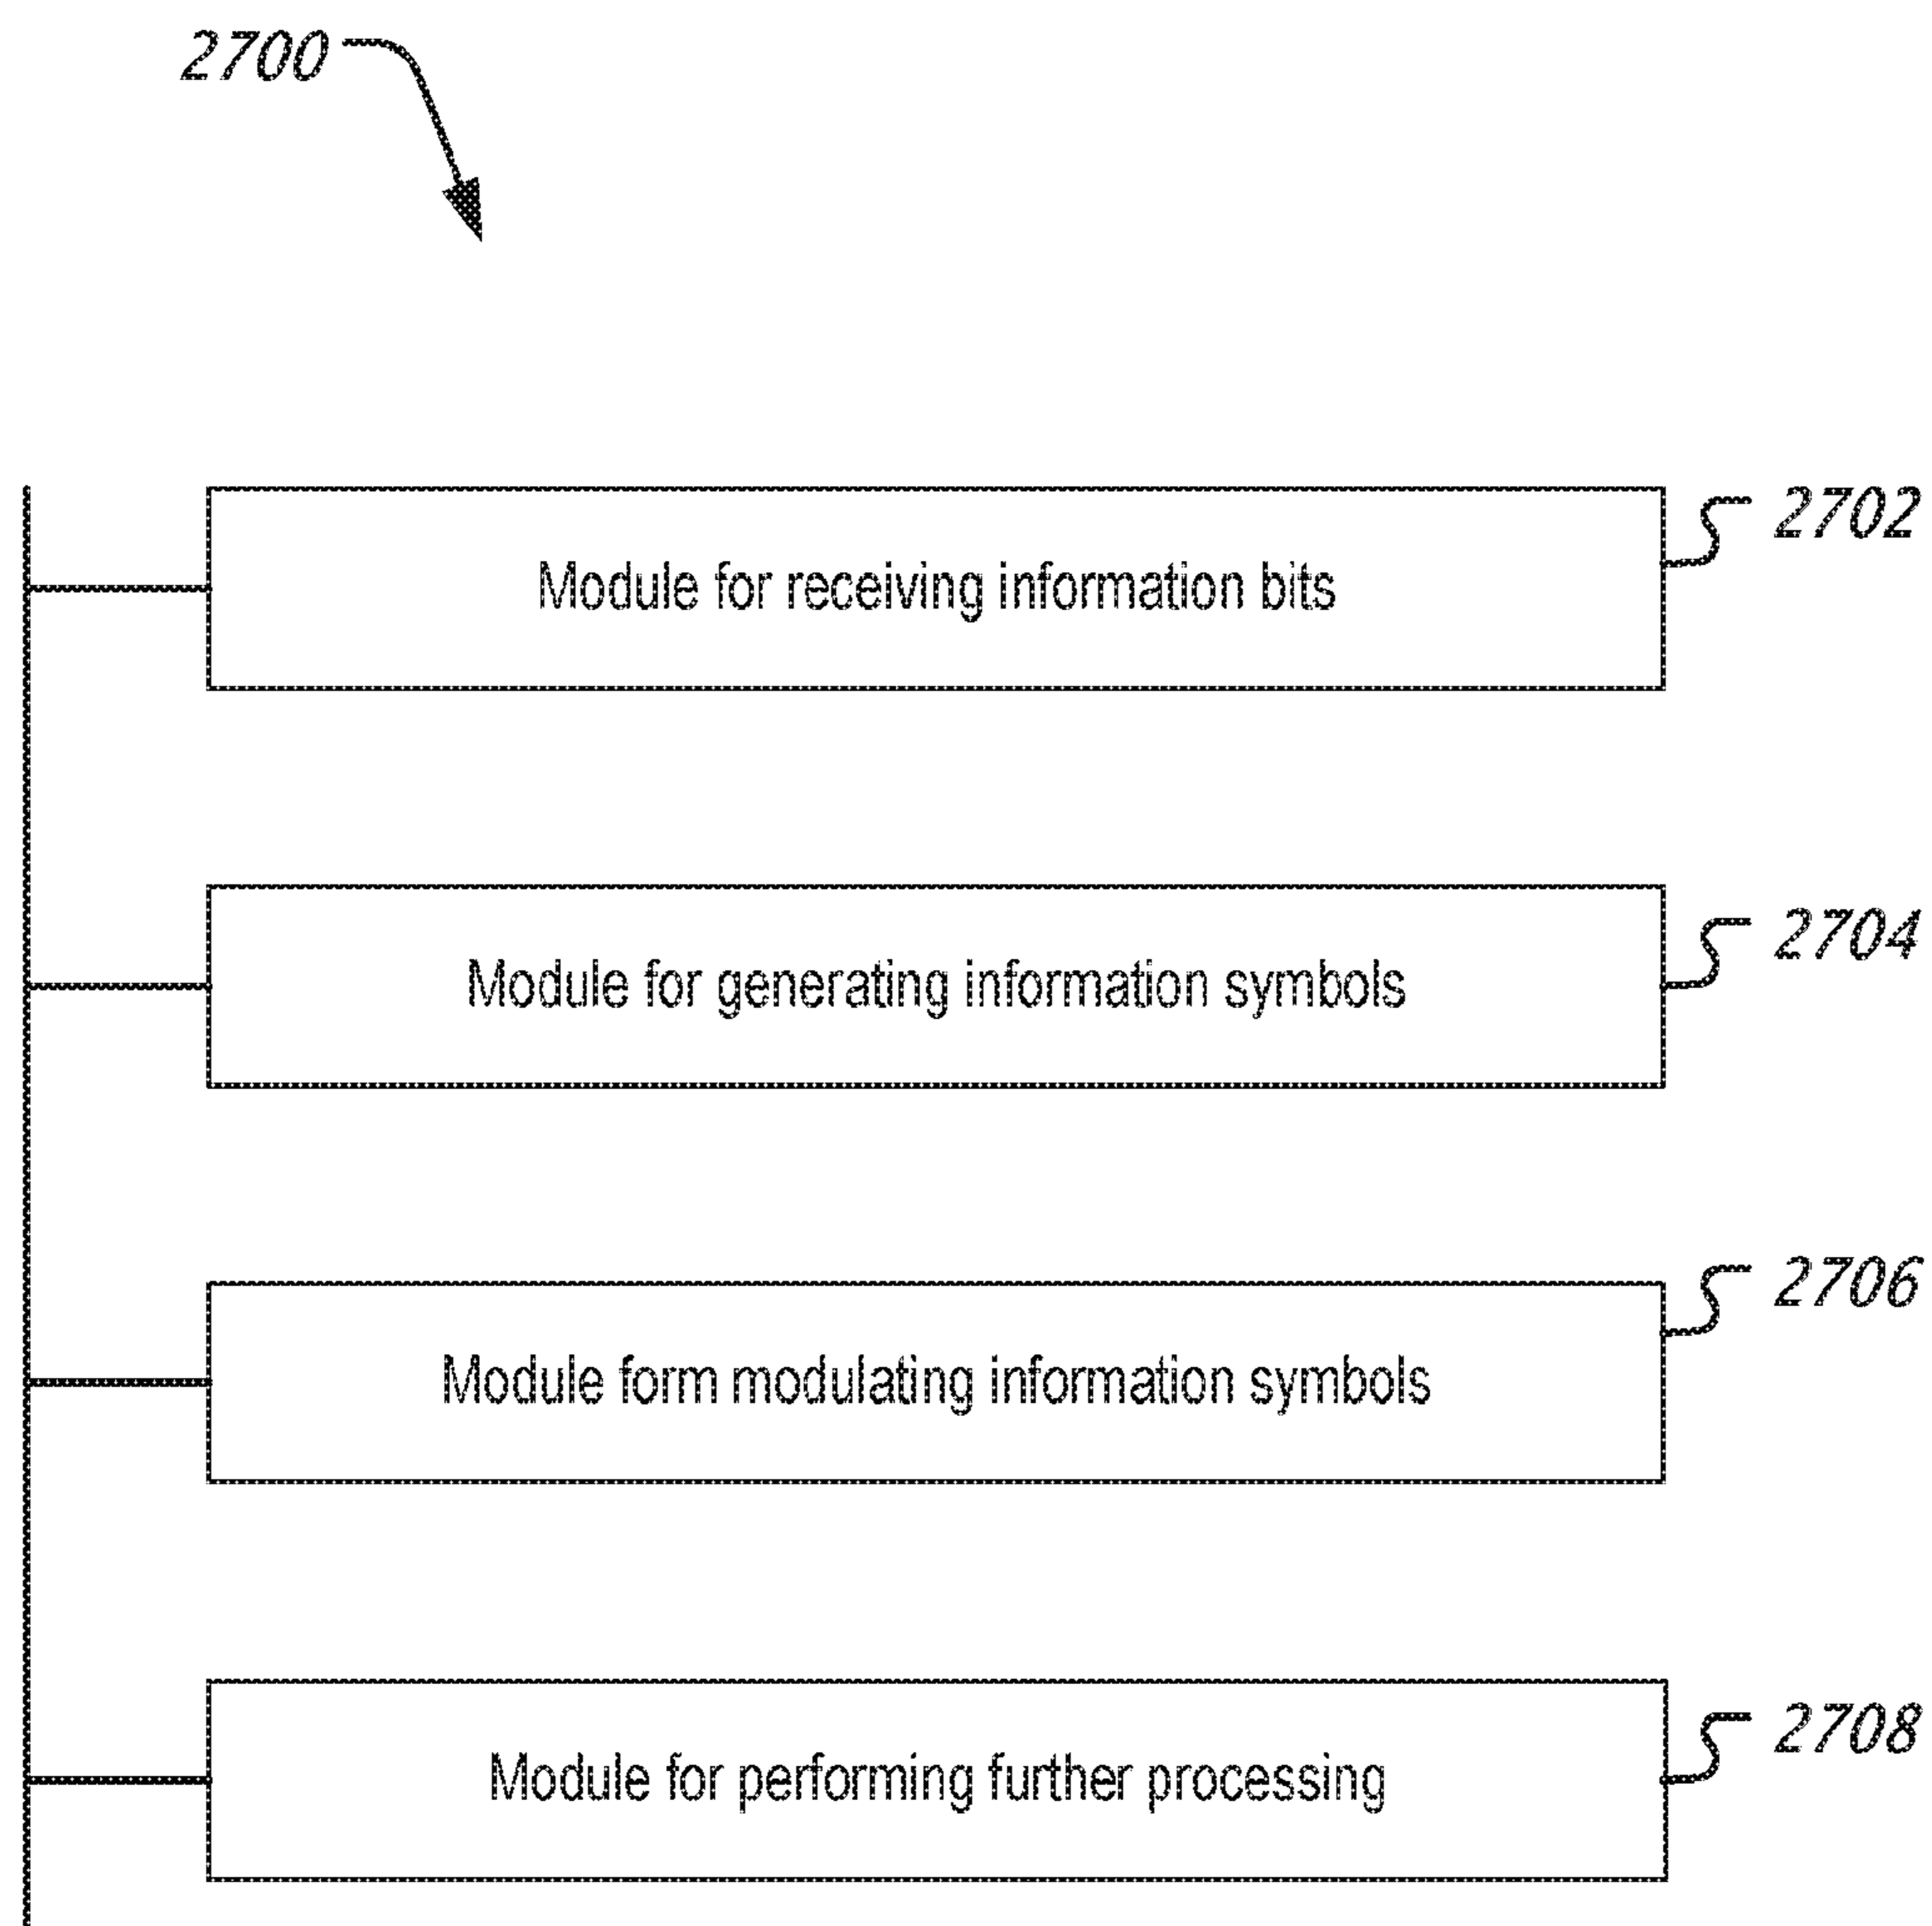 2700
Module for receiving information bits
2702
Module for generating information symbols
2704
Module form modulating information symbols
2706
Module for performing further processing
2708